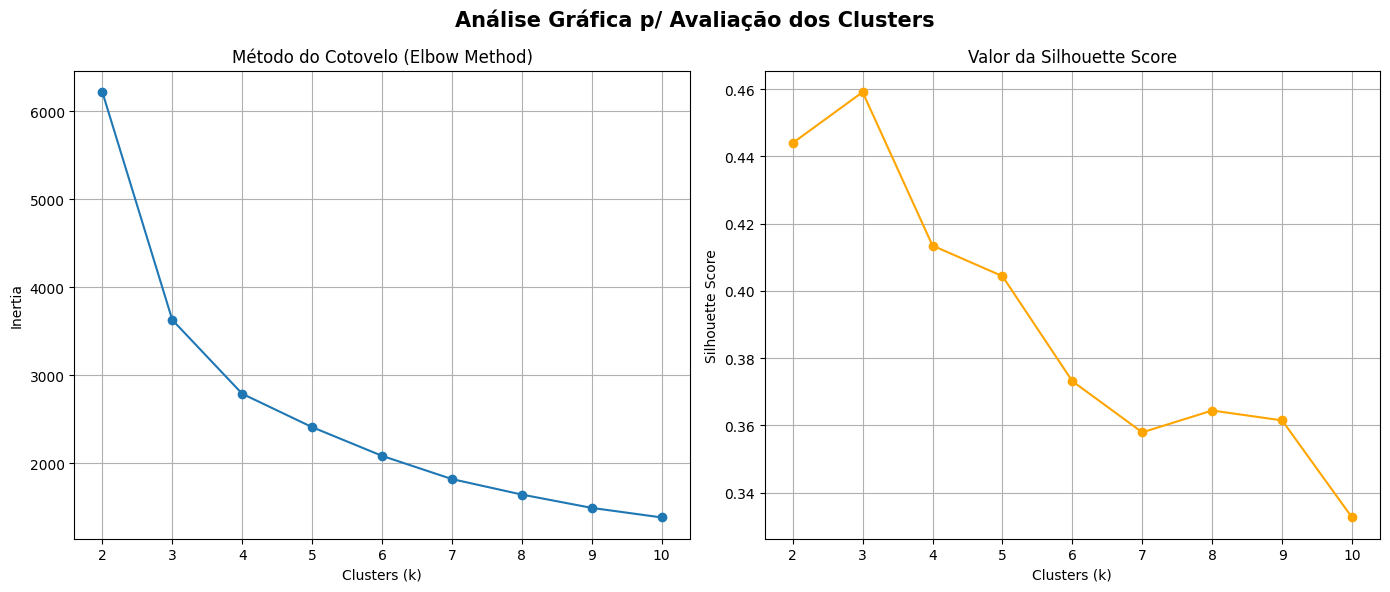 Análise Gráfica p/ Avaliação dos Clusters
Método do Cotovelo (Elbow Method)
6000
5000
4000
3000
2000
Inertia
2 3 4 5 6 7 8 9 10
Clusters (k)
Valor da Silhouette Score
0.46
0.44
0.42
0.40
0.38
0.36
0.34
Silhouette Score
2 3 4 5 6 7 8 9 10
Clusters (k)